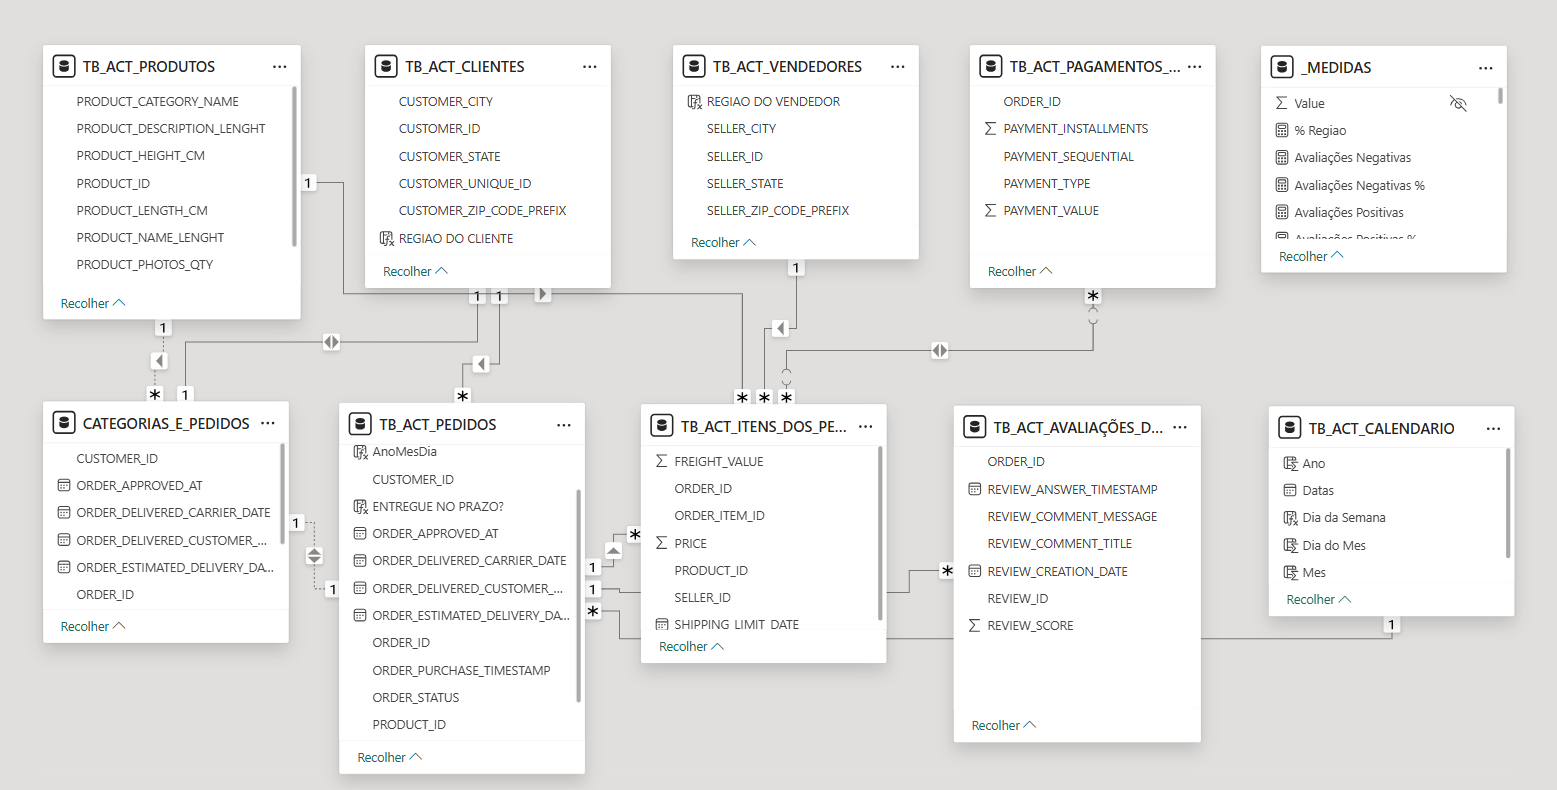 TB_ACT_PRODUTOS
PRODUCT_CATEGORY_NAME
PRODUCT_DESCRIPTION_LENGHT
PRODUCT_HEIGHT_CM
PRODUCT_ID
PRODUCT_LENGTH_CM
PRODUCT_NAME_LENGHT
PRODUCT_PHOTOS_QTY
Recolher
TB_ACT_CLIENTES
CUSTOMER_CITY
CUSTOMER_ID
CUSTOMER_STATE
CUSTOMER_UNIQUE_ID
CUSTOMER_ZIP_CODE_PREFIX
REGIAO DO CLIENTE
Recolher
TB_ACT_VENDEDORES
REGIAO DO VENDEDOR
SELLER_CITY
SELLER_ID
SELLER_STATE
SELLER_ZIP_CODE_PREFIX
Recolher
TB_ACT_PAGAMENTOS_...
ORDER_ID
PAYMENT_INSTALLMENTS
PAYMENT_SEQUENTIAL
PAYMENT_TYPE
PAYMENT_VALUE
Recolher
_MEDIDAS
Value
% Regiao
Avaliações Negativas
Avaliações Negativas %
Avaliações Positivas
Avaliações Positivas %
Recolher
1
1
1
1
*
1
*
1
*
*
*
*
CATEGORIAS_E_PEDIDOS
CUSTOMER_ID
ORDER_APPROVED_AT
ORDER_DELIVERED_CARRIER_DATE
ORDER_DELIVERED_CUSTOMER_...
ORDER_ESTIMATED_DELIVERY_DA...
ORDER_ID
Recolher
1
1
TB_ACT_PEDIDOS
AnoMesDia
CUSTOMER_ID
ENTREGUE NO PRAZO?
ORDER_APPROVED_AT
ORDER_DELIVERED_CARRIER_DATE
ORDER_DELIVERED_CUSTOMER_...
ORDER_ESTIMATED_DELIVERY_DA...
ORDER_ID
ORDER_PURCHASE_TIMESTAMP
ORDER_STATUS
PRODUCT_ID
Recolher
*
1
1
*
TB_ACT_ITENS_DOS_PE...
FREIGHT_VALUE
ORDER_ID
ORDER_ITEM_ID
PRICE
PRODUCT_ID
SELLER_ID
SHIPPING_LIMIT_DATE
Recolher
*
TB_ACT_AVALIAÇÕES_D...
ORDER_ID
REVIEW_ANSWER_TIMESTAMP
REVIEW_COMMENT_MESSAGE
REVIEW_COMMENT_TITLE
REVIEW_CREATION_DATE
REVIEW_ID
REVIEW_SCORE
Recolher
TB_ACT_CALENDARIO
Ano
Datas
Dia da Semana
Dia do Mes
Mes
Recolher
1